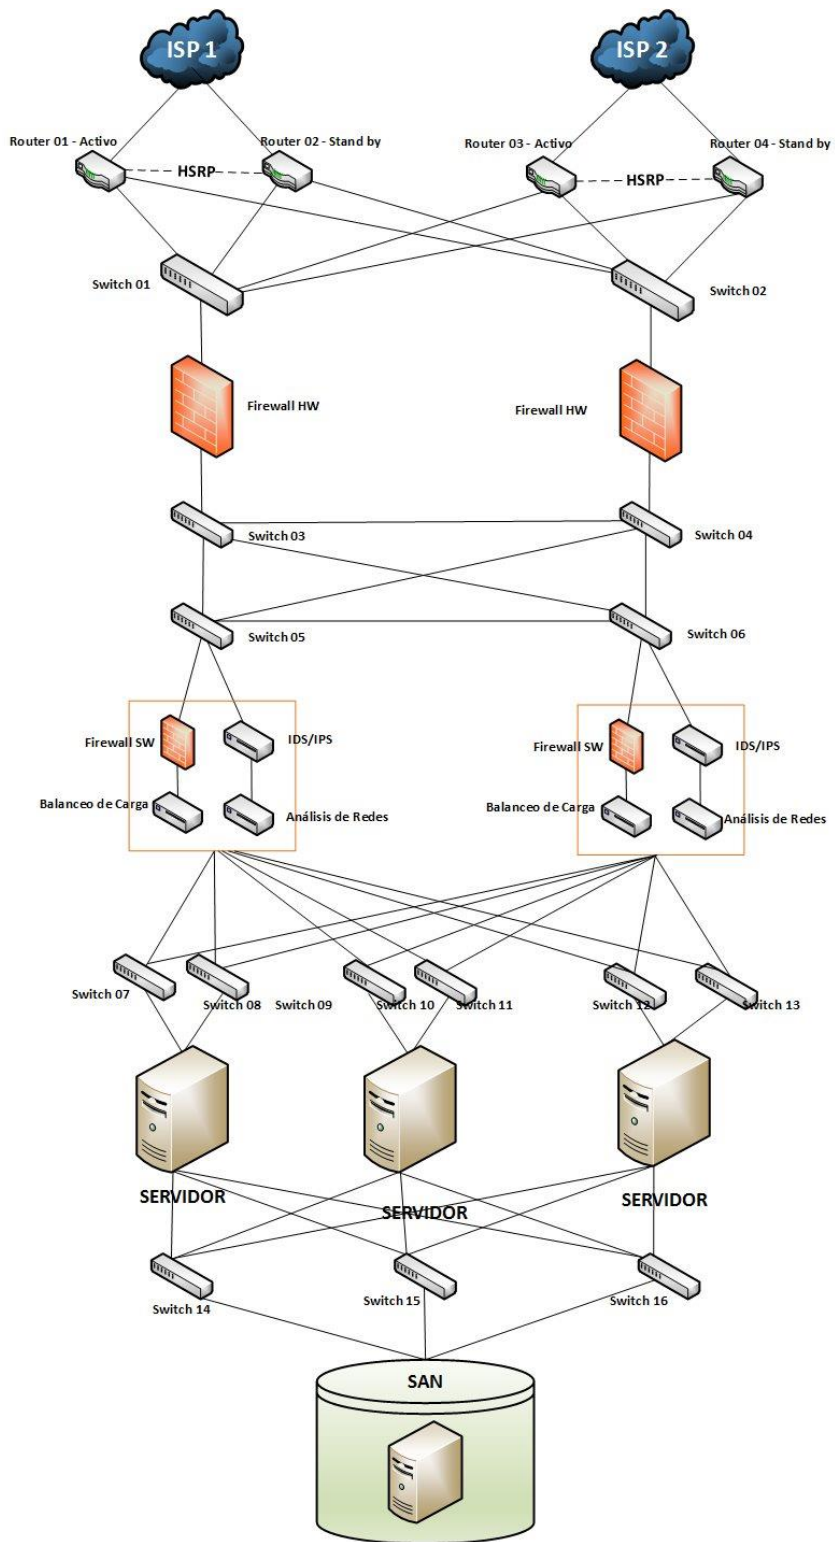 ISP 1
ISP 2
Router 01 - Activo
Router 02 - Stand by
Router 03 - Activo
Router 04 - Stand by
HSRP
HSRP
Switch 01
Switch 02
Firewall HW
Firewall HW
Switch 03
Switch 04
Switch 05
Switch 06
Firewall SW
IDS/IPS
Firewall SW
IDS/IPS
Balanceo de Carga
Análisis de Redes
Balanceo de Carga
Análisis de Redes
Switch 07
Switch 08
Switch 09
Switch 10
Switch 11
Switch 12
Switch 13
SERVIDOR
SERVIDOR
SERVIDOR
Switch 14
Switch 15
Switch 16
SAN